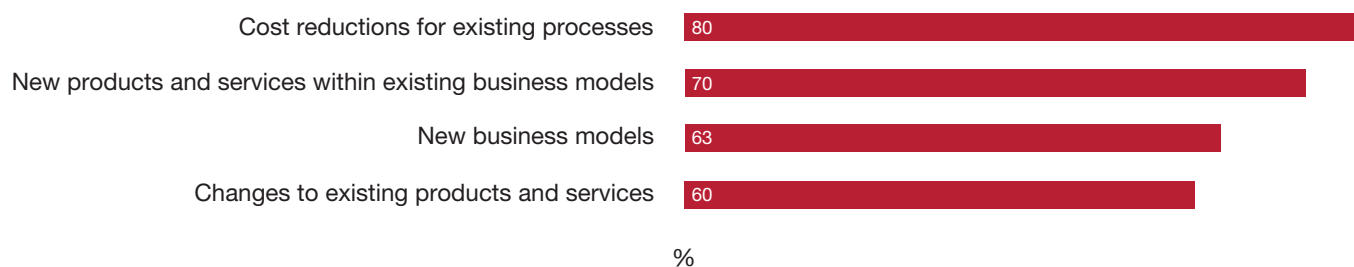 Cost reductions for existing processes 80
New products and services within existing business models 70
New business models 63
Changes to existing products and services 60
%